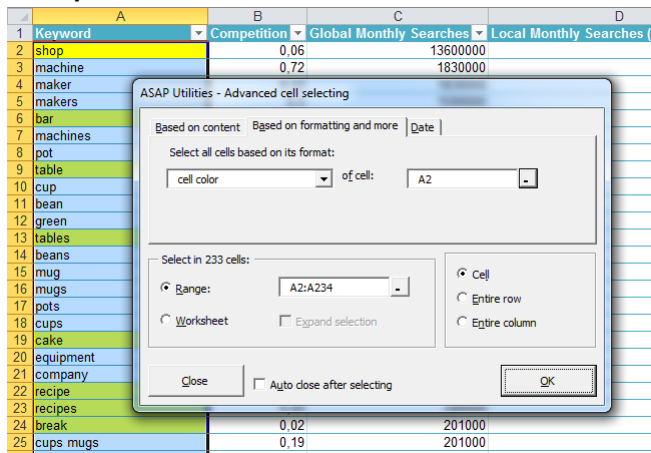 A B C D
1 Keyword Competition Global Monthly Searches Local Monthly Searches (
2 shop 0,06 13600000
3 machine 0,72 1830000
4 maker
5 makers
6 bar
7 machines
8 pot
9 table
10 cup
11 bean
12 green
13 tables
14 beans
15 mug
16 mugs
17 pots
18 cups
19 cake
20 equipment
21 company
22 recipe
23 recipes
24 break 0,02 201000
25 cups mugs 0,19 201000
ASAP Utilities - Advanced cell selecting
Based on content Based on formatting and more Date
Select all cells based on its format:
cell color of cell: A2
Select in 233 cells:
Range: A2:A234
Worksheet Expand selection
Cell
Entire row
Entire column
Close Auto close after selecting OK